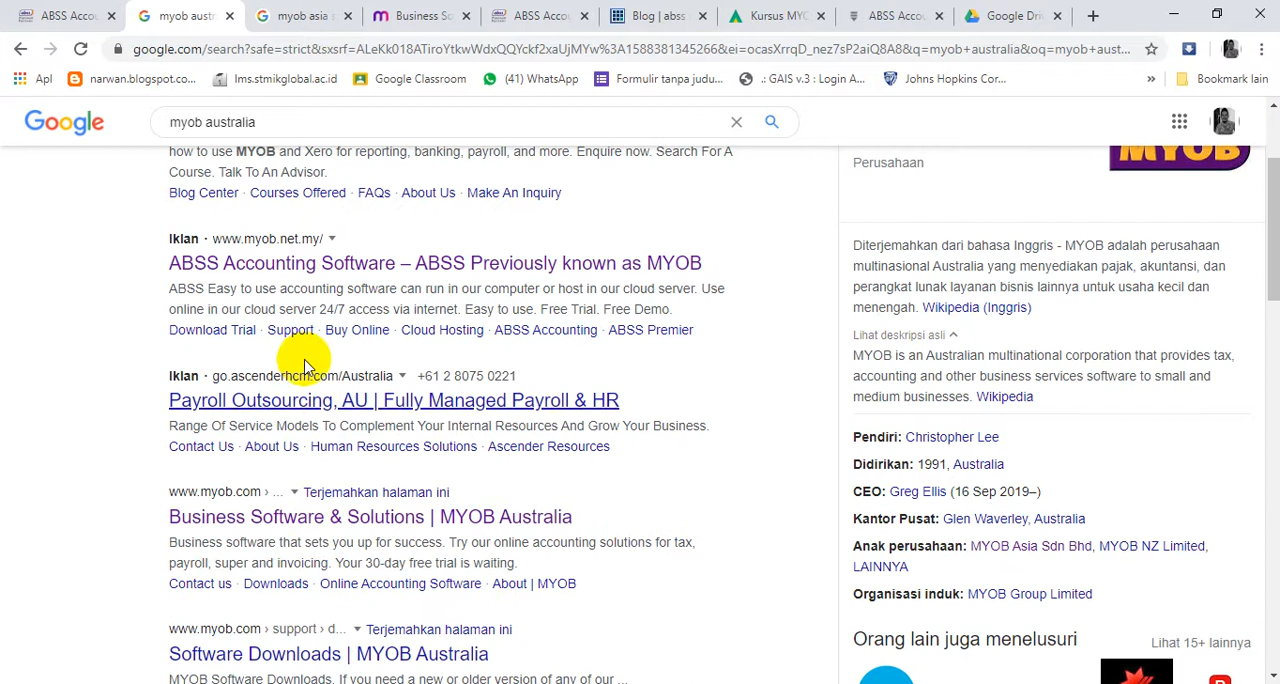 ABSS Accou
myob austr
myob asia s
Business So
ABSS Accou
Blog | abss
Kursus MYO
ABSS Accou
Google Driv
google.com/search?safe=strict&sxsrf=ALeKk018ATiroYtkwWdxQQYckf2xaUjMYw%3A1588381345266&ei=ocasXrrqD_nez7sP2aiQ8A8&q=myob+australia&oq=myob+aust...
Apl
narwan.blogspot.co...
lms.stmikglobal.ac.id
Google Classroom
(1) WhatsApp
Formulir tanpa judu...
.: GAIS v.3 : Login A...
Johns Hopkins Cor...
»
Bookmark lain
Google
myob australia
how to use MYOB and Xero for reporting, banking, payroll, and more. Enquire now. Search For A
Course. Talk To An Advisor.
Blog Center · Courses Offered · FAQs · About Us · Make An Inquiry
Iklan · www.myob.net.my/
ABSS Accounting Software – ABSS Previously known as MYOB
ABSS Easy to use accounting software can run in our computer or host in our cloud server. Use
online in our cloud server 24/7 access via internet. Easy to use. Free Trial. Free Demo.
Download Trial · Support · Buy Online · Cloud Hosting · ABSS Accounting · ABSS Premier
Iklan · go.ascenderhcm.com/Australia +61 2 8075 0221
Payroll Outsourcing, AU | Fully Managed Payroll & HR
Range Of Service Models To Complement Your Internal Resources And Grow Your Business.
Contact Us · About Us · Human Resources Solutions · Ascender Resources
www.myob.com › ... Terjemahkan halaman ini
Business Software & Solutions | MYOB Australia
Business software that sets you up for success. Try our online accounting solutions for tax,
payroll, super and invoicing. Your 30-day free trial is waiting.
Contact us · Downloads · Online Accounting Software · About | MYOB
www.myob.com › support › d... Terjemahkan halaman ini
Software Downloads | MYOB Australia
MYOB Software Downloads. If you need a new or older version of any of our ...
Perusahaan
MYOB
Diterjemahkan dari bahasa Inggris - MYOB adalah perusahaan
multinasional Australia yang menyediakan pajak, akuntansi, dan
perangkat lunak layanan bisnis lainnya untuk usaha kecil dan
menengah. Wikipedia (Inggris)
Lihat deskripsi asli
MYOB is an Australian multinational corporation that provides tax,
accounting and other business services software to small and
medium businesses. Wikipedia
Pendiri: Christopher Lee
Didirikan: 1991, Australia
CEO: Greg Ellis (16 Sep 2019–)
Kantor Pusat: Glen Waverley, Australia
Anak perusahaan: MYOB Asia Sdn Bhd, MYOB NZ Limited,
LAINNYA
Organisasi induk: MYOB Group Limited
Orang lain juga menelusuri
Lihat 15+ lainnya